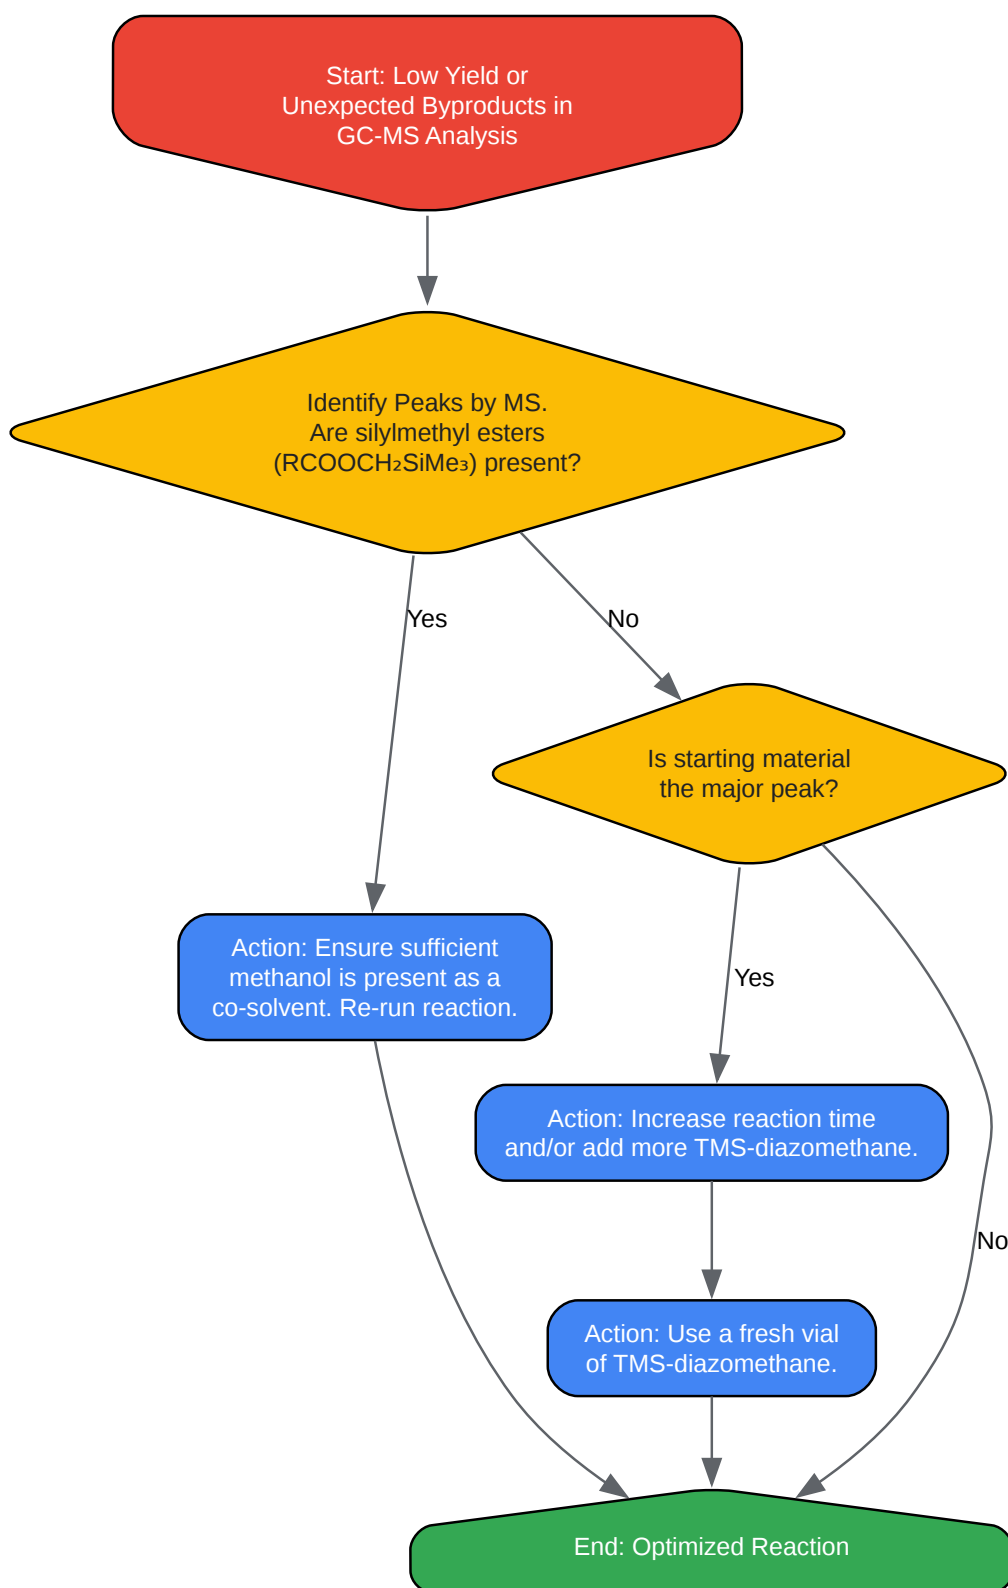 Start: Low Yield or
Unexpected Byproducts in
GC-MS Analysis
Identify Peaks by MS.
Are silylmethyl esters
(RCOOCH₂SiMe₃) present?
Yes
No
Is starting material
the major peak?
Action: Ensure sufficient
methanol is present as a
co-solvent. Re-run reaction.
Yes
Action: Increase reaction time
and/or add more TMS-diazomethane.
No
Action: Use a fresh vial
of TMS-diazomethane.
End: Optimized Reaction